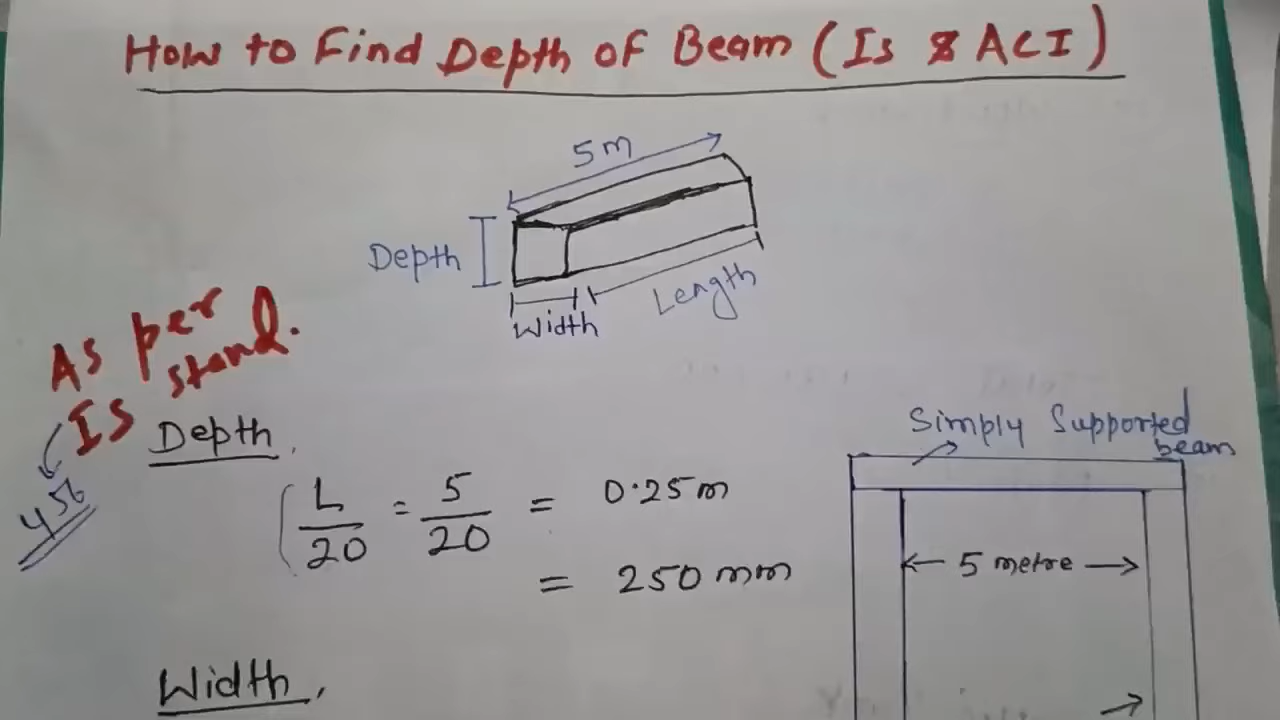 How to Find Depth of Beam (Is & ACI)
5m
Depth
Width
Length
As per
stand.
IS
456
Depth
L/20 = 5/20 = 0.25m
= 250 mm
Simply Supported
beam
5 metre
Width,